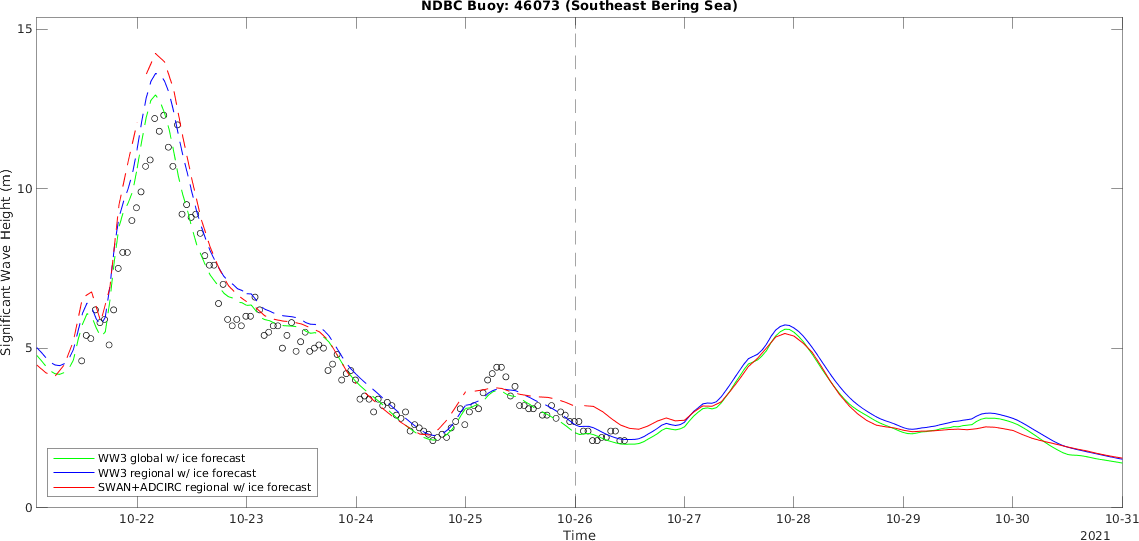 NDBC Buoy: 46073 (Southeast Bering Sea)
15
10
5
0
Significant Wave Height (m)
WW3 global w/ ice forecast
WW3 regional w/ ice forecast
SWAN+ADCIRC regional w/ ice forecast
10-22 10-23 10-24 10-25 10-26 10-27 10-28 10-29 10-30 10-31
Time
2021